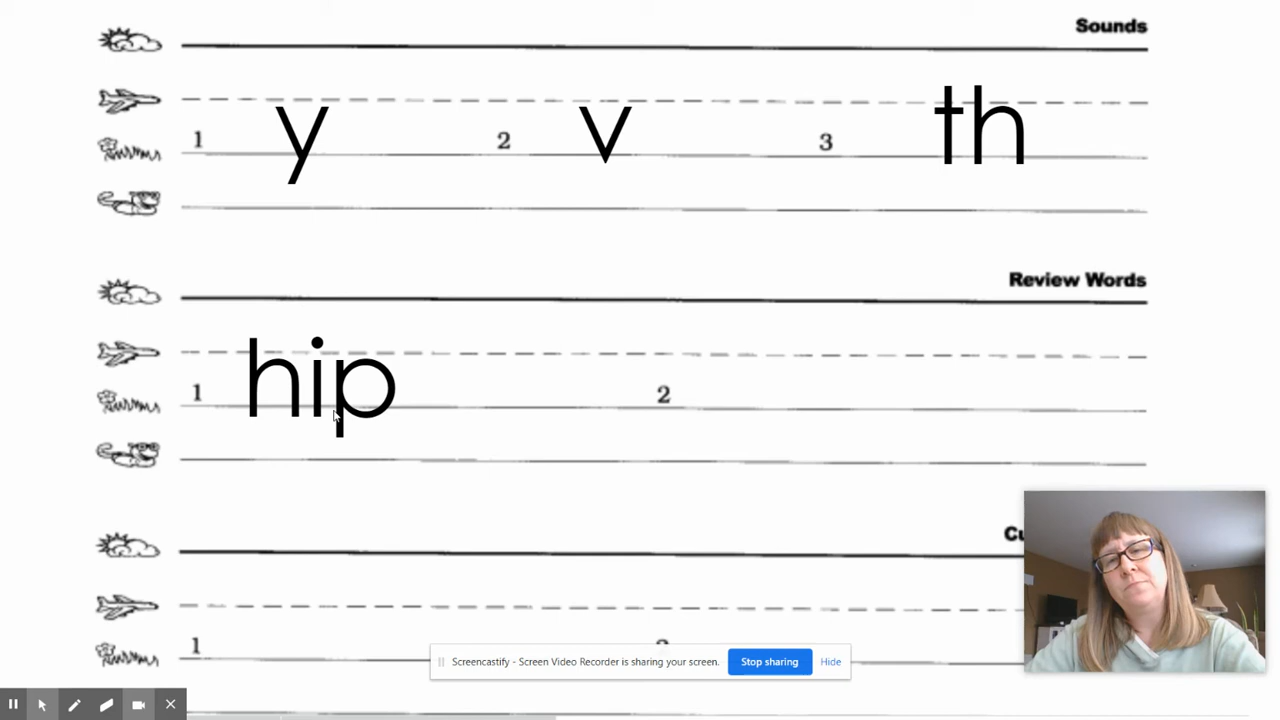 Sounds
1 y 2 v 3 th
Review Words
1 hip 2
Cu
1
Screencastify - Screen Video Recorder is sharing your screen. Stop sharing Hide